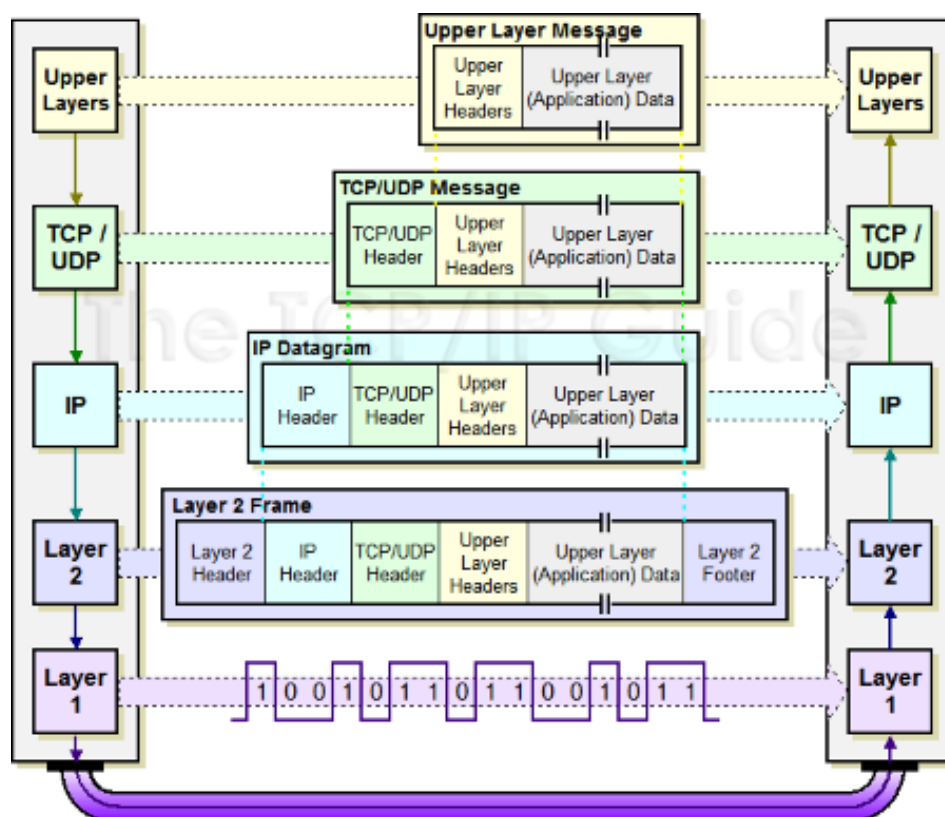 Upper Layer Message
Upper
Layers
Upper
Layer
Headers
Upper Layer
(Application) Data
Upper
Layers
TCP/UDP Message
TCP /
UDP
TCP/UDP
Header
Upper
Layer
Headers
Upper Layer
(Application) Data
TCP /
UDP
The TCP/IP Guide
IP Datagram
IP
IP
Header
TCP/UDP
Header
Upper
Layer
Headers
Upper Layer
(Application) Data
IP
Layer 2 Frame
Layer
2
Layer 2
Header
IP
Header
TCP/UDP
Header
Upper
Layer
Headers
Upper Layer
(Application) Data
Layer 2
Footer
Layer
2
Layer
1
1 0 0 1 0 1 1 0 1 1 0 0 1 0 1 1
Layer
1